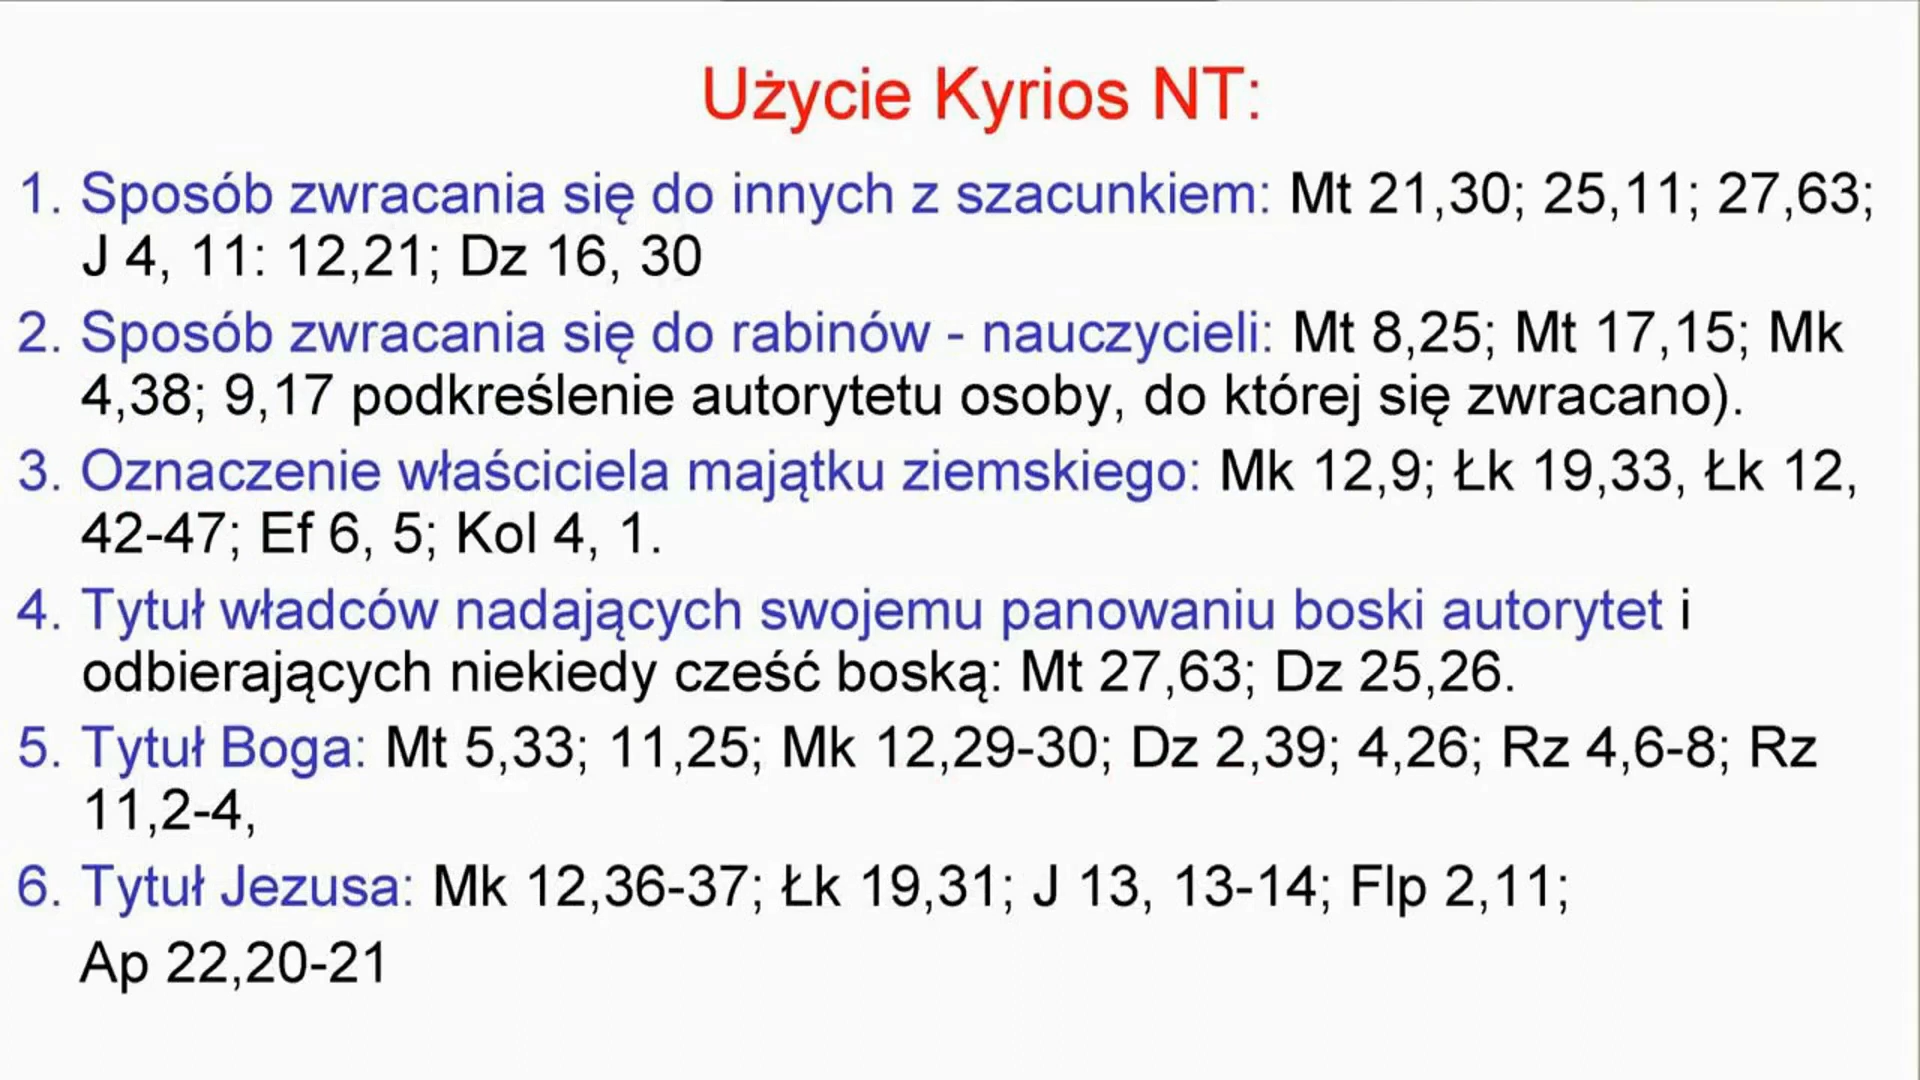 Użycie Kyrios NT:
1. Sposób zwracania się do innych z szacunkiem: Mt 21,30; 25,11; 27,63;
J 4, 11: 12,21; Dz 16, 30
2. Sposób zwracania się do rabinów - nauczycieli: Mt 8,25; Mt 17,15; Mk
4,38; 9,17 podkreślenie autorytetu osoby, do której się zwracano).
3. Oznaczenie właściciela majątku ziemskiego: Mk 12,9; Łk 19,33, Łk 12,
42-47; Ef 6, 5; Kol 4, 1.
4. Tytuł władców nadających swojemu panowaniu boski autorytet i
odbierających niekiedy cześć boską: Mt 27,63; Dz 25,26.
5. Tytuł Boga: Mt 5,33; 11,25; Mk 12,29-30; Dz 2,39; 4,26; Rz 4,6-8; Rz
11,2-4,
6. Tytuł Jezusa: Mk 12,36-37; Łk 19,31; J 13, 13-14; Flp 2,11;
Ap 22,20-21